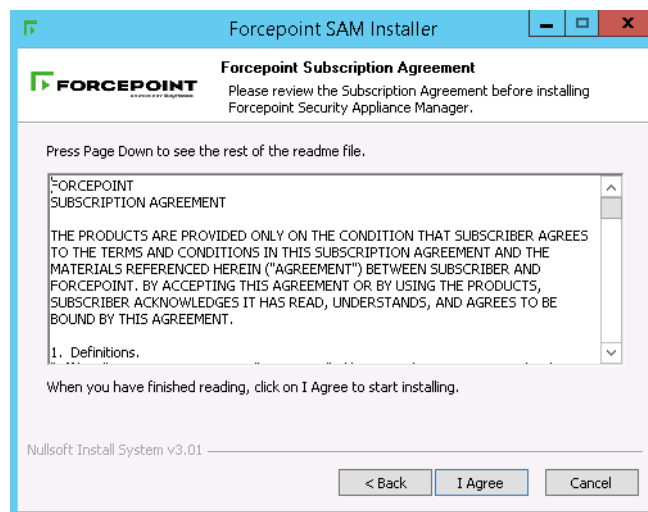 Forcepoint SAM Installer
FORCEPOINT
Forcepoint Subscription Agreement
Please review the Subscription Agreement before installing
Forcepoint Security Appliance Manager.
Press Page Down to see the rest of the readme file.
FORCEPOINT
SUBSCRIPTION AGREEMENT
THE PRODUCTS ARE PROVIDED ONLY ON THE CONDITION THAT SUBSCRIBER AGREES
TO THE TERMS AND CONDITIONS IN THIS SUBSCRIPTION AGREEMENT AND THE
MATERIALS REFERENCED HEREIN ("AGREEMENT") BETWEEN SUBSCRIBER AND
FORCEPOINT. BY ACCEPTING THIS AGREEMENT OR BY USING THE PRODUCTS,
SUBSCRIBER ACKNOWLEDGES IT HAS READ, UNDERSTANDS, AND AGREES TO BE
BOUND BY THIS AGREEMENT.
1. Definitions.
When you have finished reading, click on I Agree to start installing.
Nullsoft Install System v3.01
< Back
I Agree
Cancel